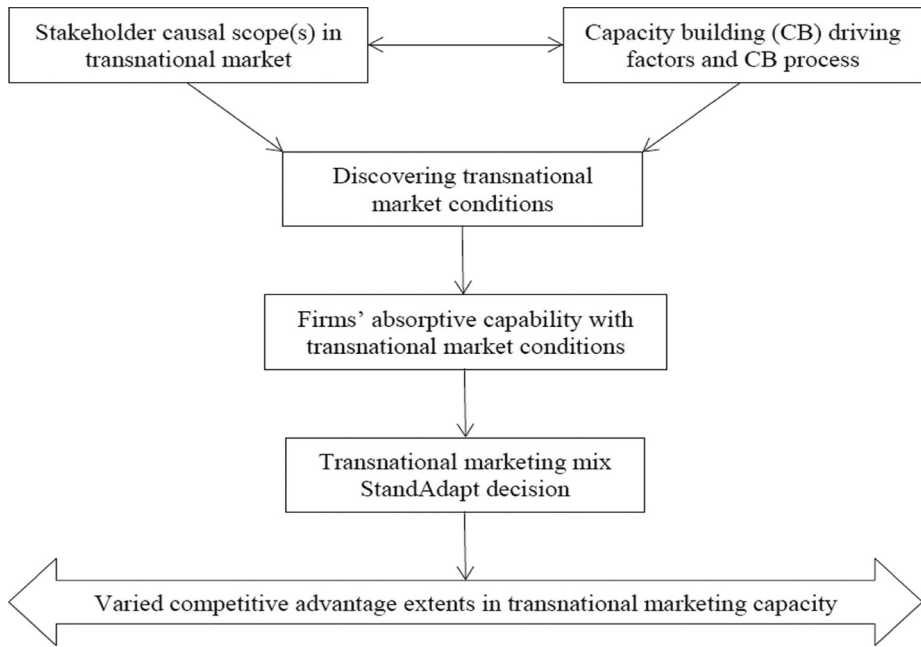 Stakeholder causal scope(s) in
transnational market
Capacity building (CB) driving
factors and CB process
Discovering transnational
market conditions
Firms’ absorptive capability with
transnational market conditions
Transnational marketing mix
StandAdapt decision
Varied competitive advantage extents in transnational marketing capacity